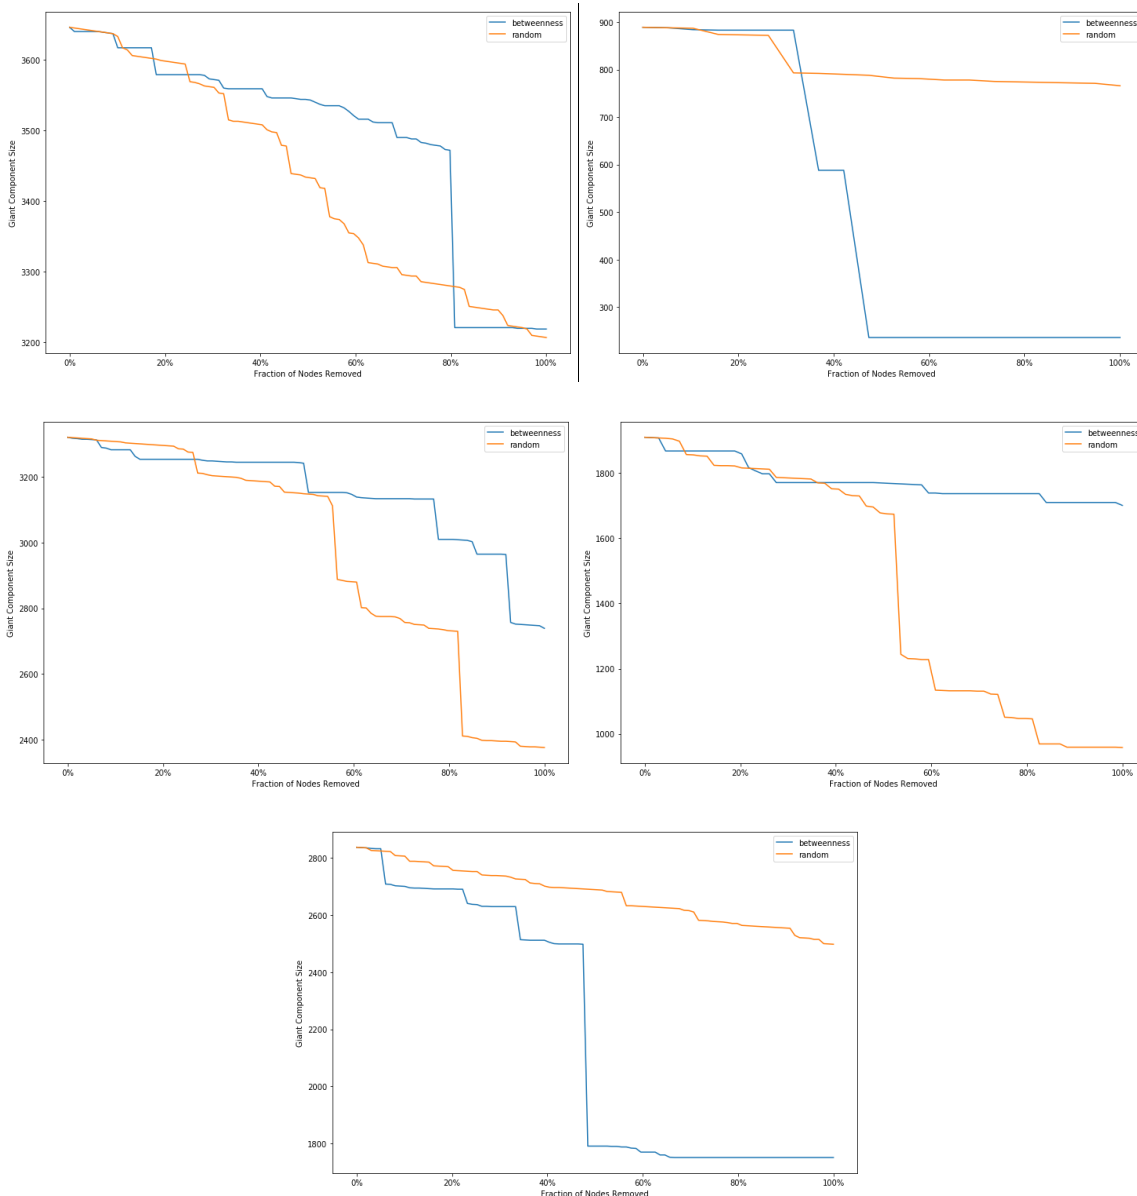 betweenness
random
3600
3500
3400
3300
3200
Giant Component Size
0% 20% 40% 60% 80% 100%
Fraction of Nodes Removed
betweenness
random
900
800
700
600
500
400
300
Giant Component Size
0% 20% 40% 60% 80% 100%
Fraction of Nodes Removed
betweenness
random
3200
3000
2800
2600
2400
Giant Component Size
0% 20% 40% 60% 80% 100%
Fraction of Nodes Removed
betweenness
random
1800
1600
1400
1200
1000
Giant Component Size
0% 20% 40% 60% 80% 100%
Fraction of Nodes Removed
betweenness
random
2800
2600
2400
2200
2000
1800
Giant Component Size
0% 20% 40% 60% 80% 100%
Fraction of Nodes Removed